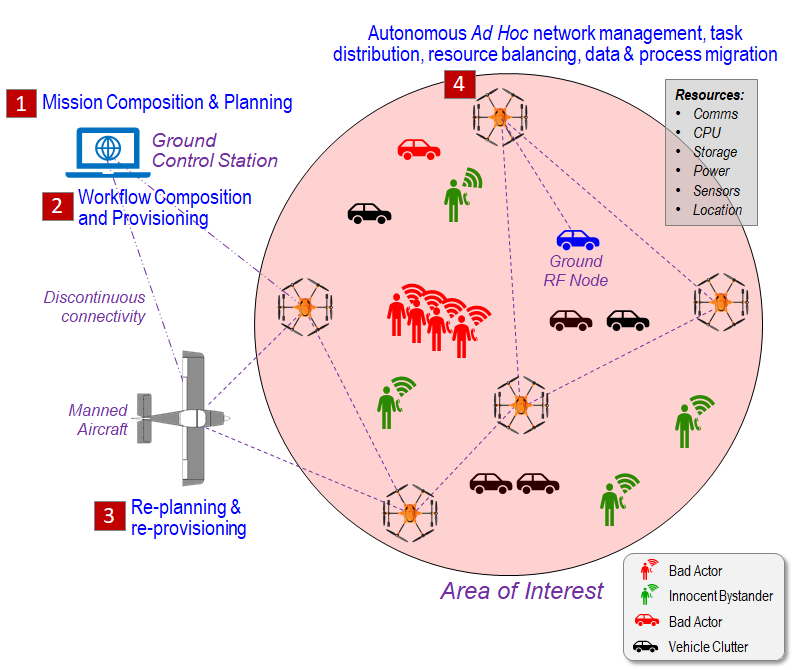 Autonomous Ad Hoc network management, task
distribution, resource balancing, data & process migration
4
1
Mission Composition & Planning
Ground
Control Station
2
Workflow Composition
and Provisioning
Resources:
• Comms
• CPU
• Storage
• Power
• Sensors
• Location
Ground
RF Node
Discontinuous
connectivity
Manned
Aircraft
3
Re-planning &
re-provisioning
Area of Interest
Bad Actor
Innocent Bystander
Bad Actor
Vehicle Clutter